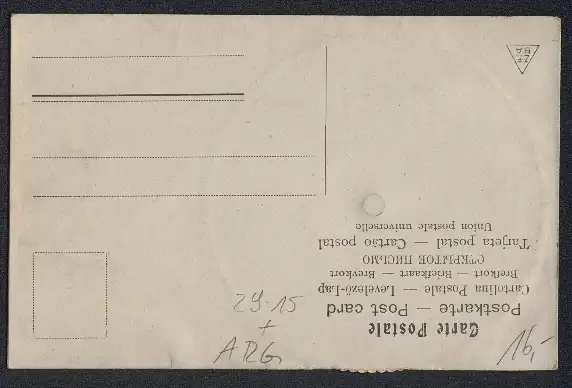 Carte Postale
Postkarte — Post card
Cartolina Postale — Levelező-Lap
Brefkort — Briefkaart — Brevkort
ОТКРЫТОЕ ПИСЬМО
Tarjeta postal — Cartão postal
Union postale universelle
29-15
+
ARG
16,-